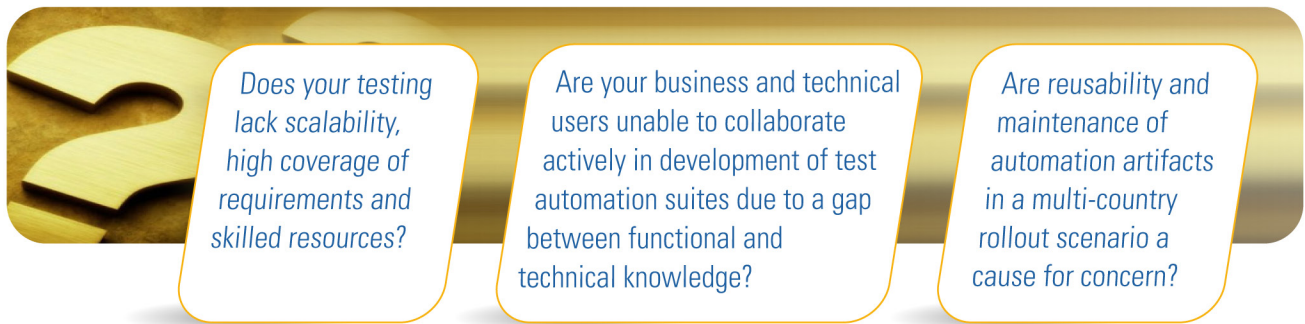 Does your testing
lack scalability,
high coverage of
requirements and
skilled resources?
Are your business and technical
users unable to collaborate
actively in development of test
automation suites due to a gap
between functional and
technical knowledge?
Are reusability and
maintenance of
automation artifacts
in a multi-country
rollout scenario a
cause for concern?